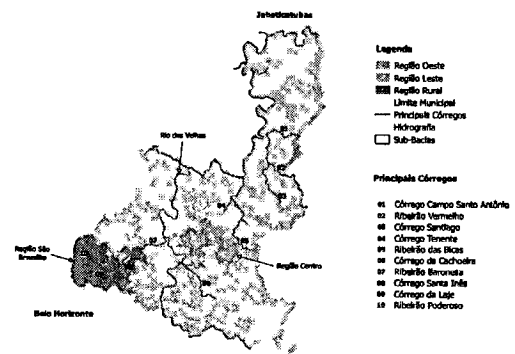 Jaboticatubas
Rio das Velhas
Região São
Benedito
Região Centro
Belo Horizonte
Legenda
Região Oeste
Região Leste
Região Rural
Limite Municipal
Principais Córregos
Hidrografia
Sub-Bacias
Principais Córregos
01 Córrego Campo Santo Antônio
02 Ribeirão Vermelho
03 Córrego Santiago
04 Córrego Tenente
05 Ribeirão das Bicas
06 Córrego da Cachoeira
07 Ribeirão Baronesa
08 Córrego Santa Inês
09 Córrego da Laje
10 Ribeirão Poderoso